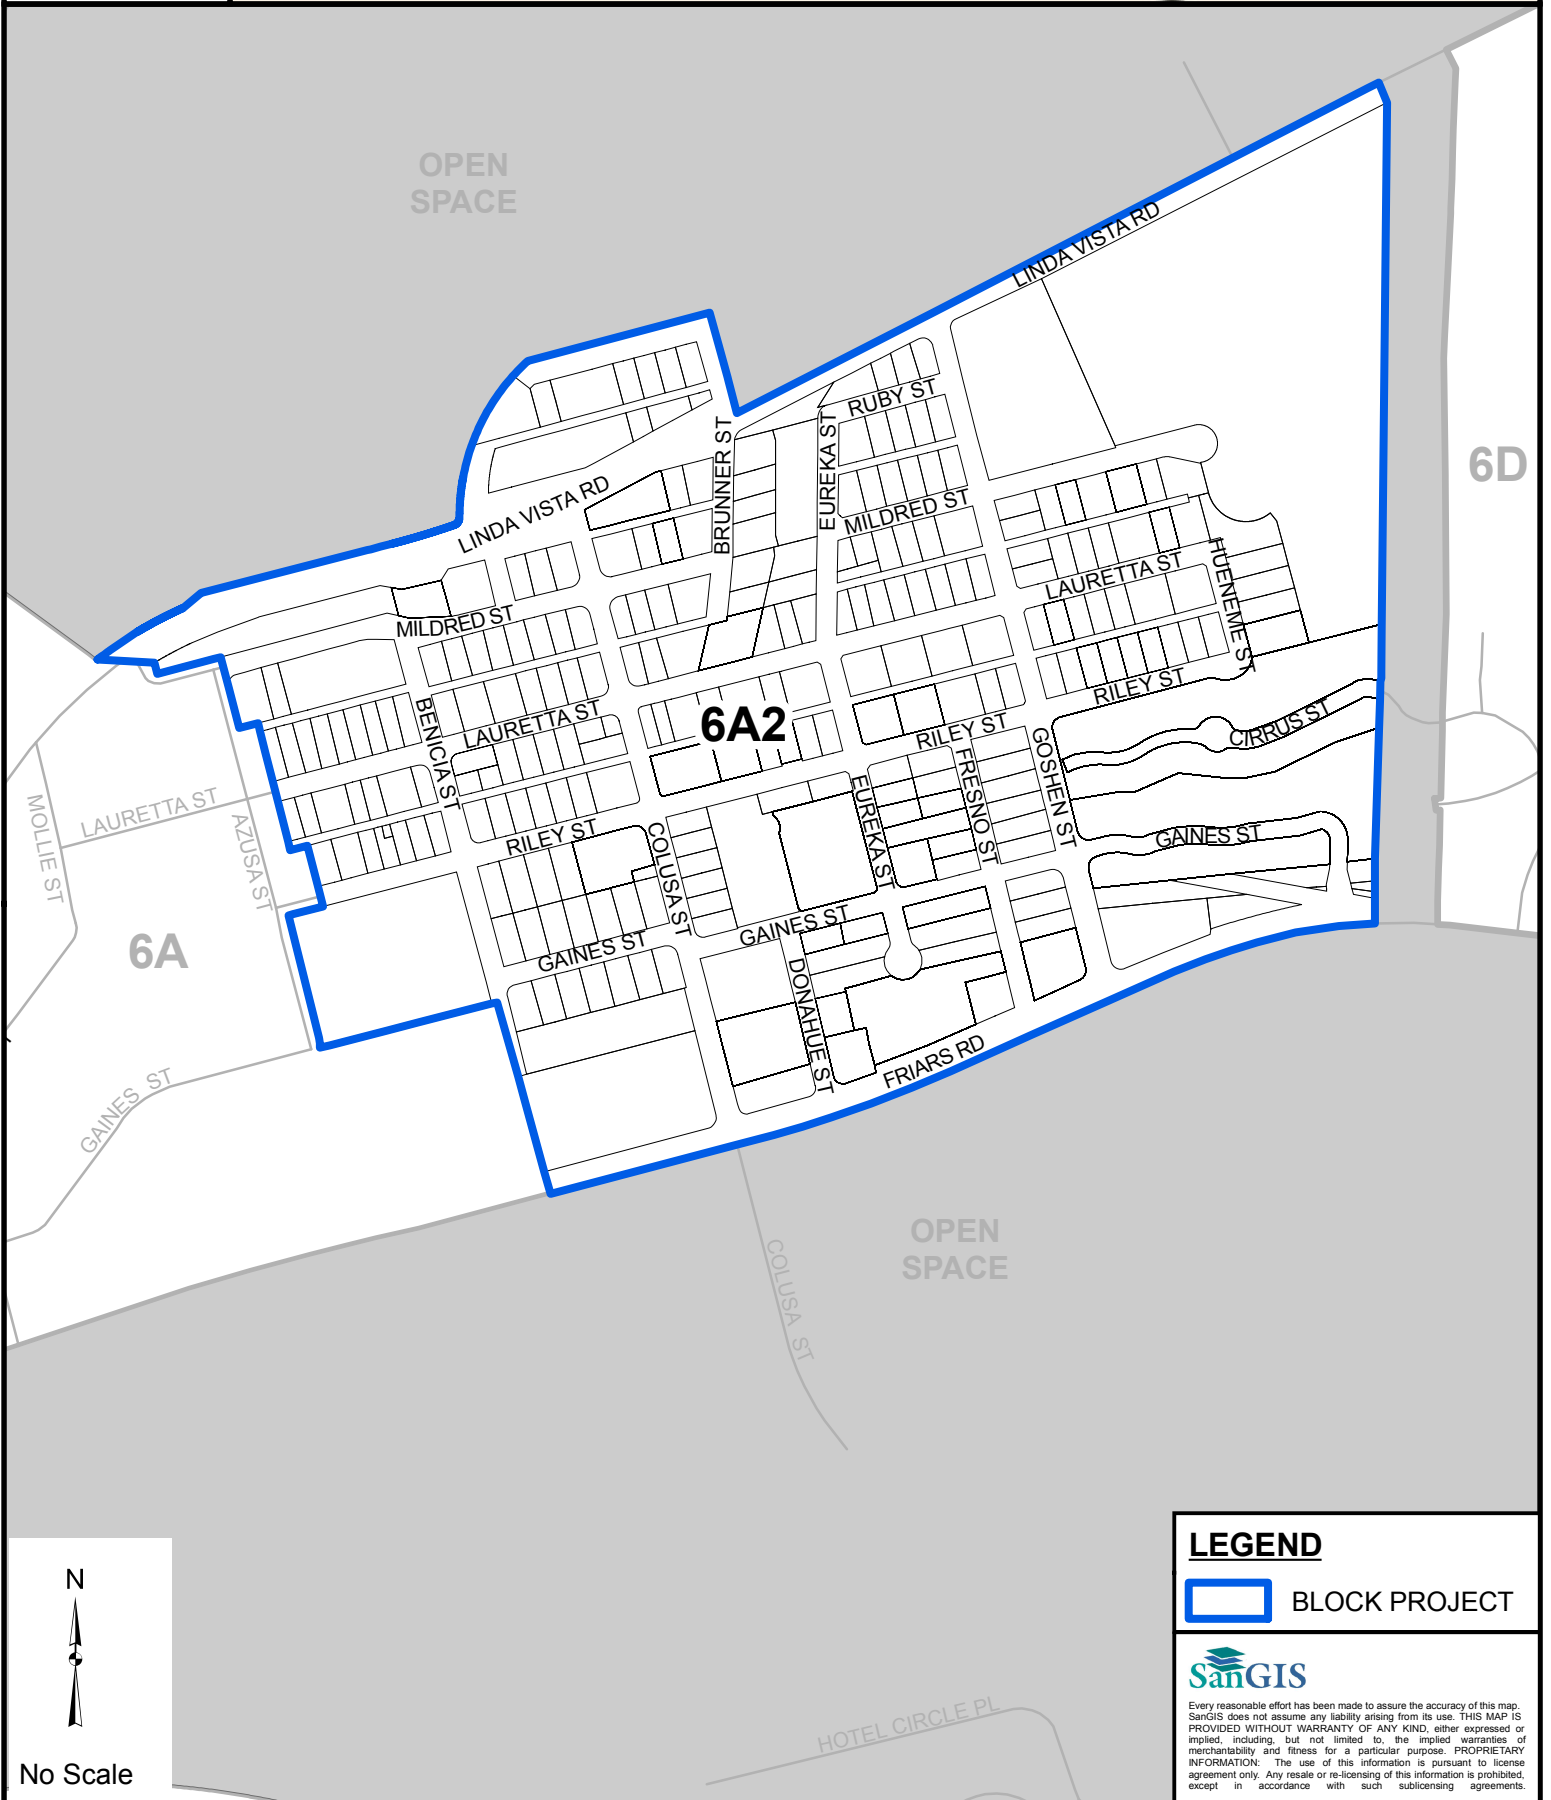 OPEN
SPACE
LINDA VISTA RD
RUBY ST
BRUNNER ST
EUREKA ST
6D
LINDA VISTA RD
MILDRED ST
LAURETTA ST
HUENEME ST
MILDRED ST
RILEY ST
BENICIA ST
LAURETTA ST
6A2
RILEY ST
CIRRUS ST
GOSHEN ST
FRESNO ST
EUREKA ST
MOLLIE ST
LAURETTA ST
AZUSA ST
RILEY ST
COLUSA ST
GAINES ST
GAINES ST
GAINES ST
6A
DONAHUE ST
FRIARS RD
GAINES ST
OPEN
SPACE
COLUSA ST
HOTEL CIRCLE PL
N
No Scale
LEGEND
BLOCK PROJECT
SanGIS
Every reasonable effort has been made to assure the accuracy of this map.
SanGIS does not assume any liability arising from its use. THIS MAP IS
PROVIDED WITHOUT WARRANTY OF ANY KIND, either expressed or
implied, including, but not limited to, the implied warranties of
merchantability and fitness for a particular purpose. PROPRIETARY
INFORMATION: The use of this information is pursuant to license
agreement only. Any resale or re-licensing of this information is prohibited,
except in accordance with such sublicensing agreements.